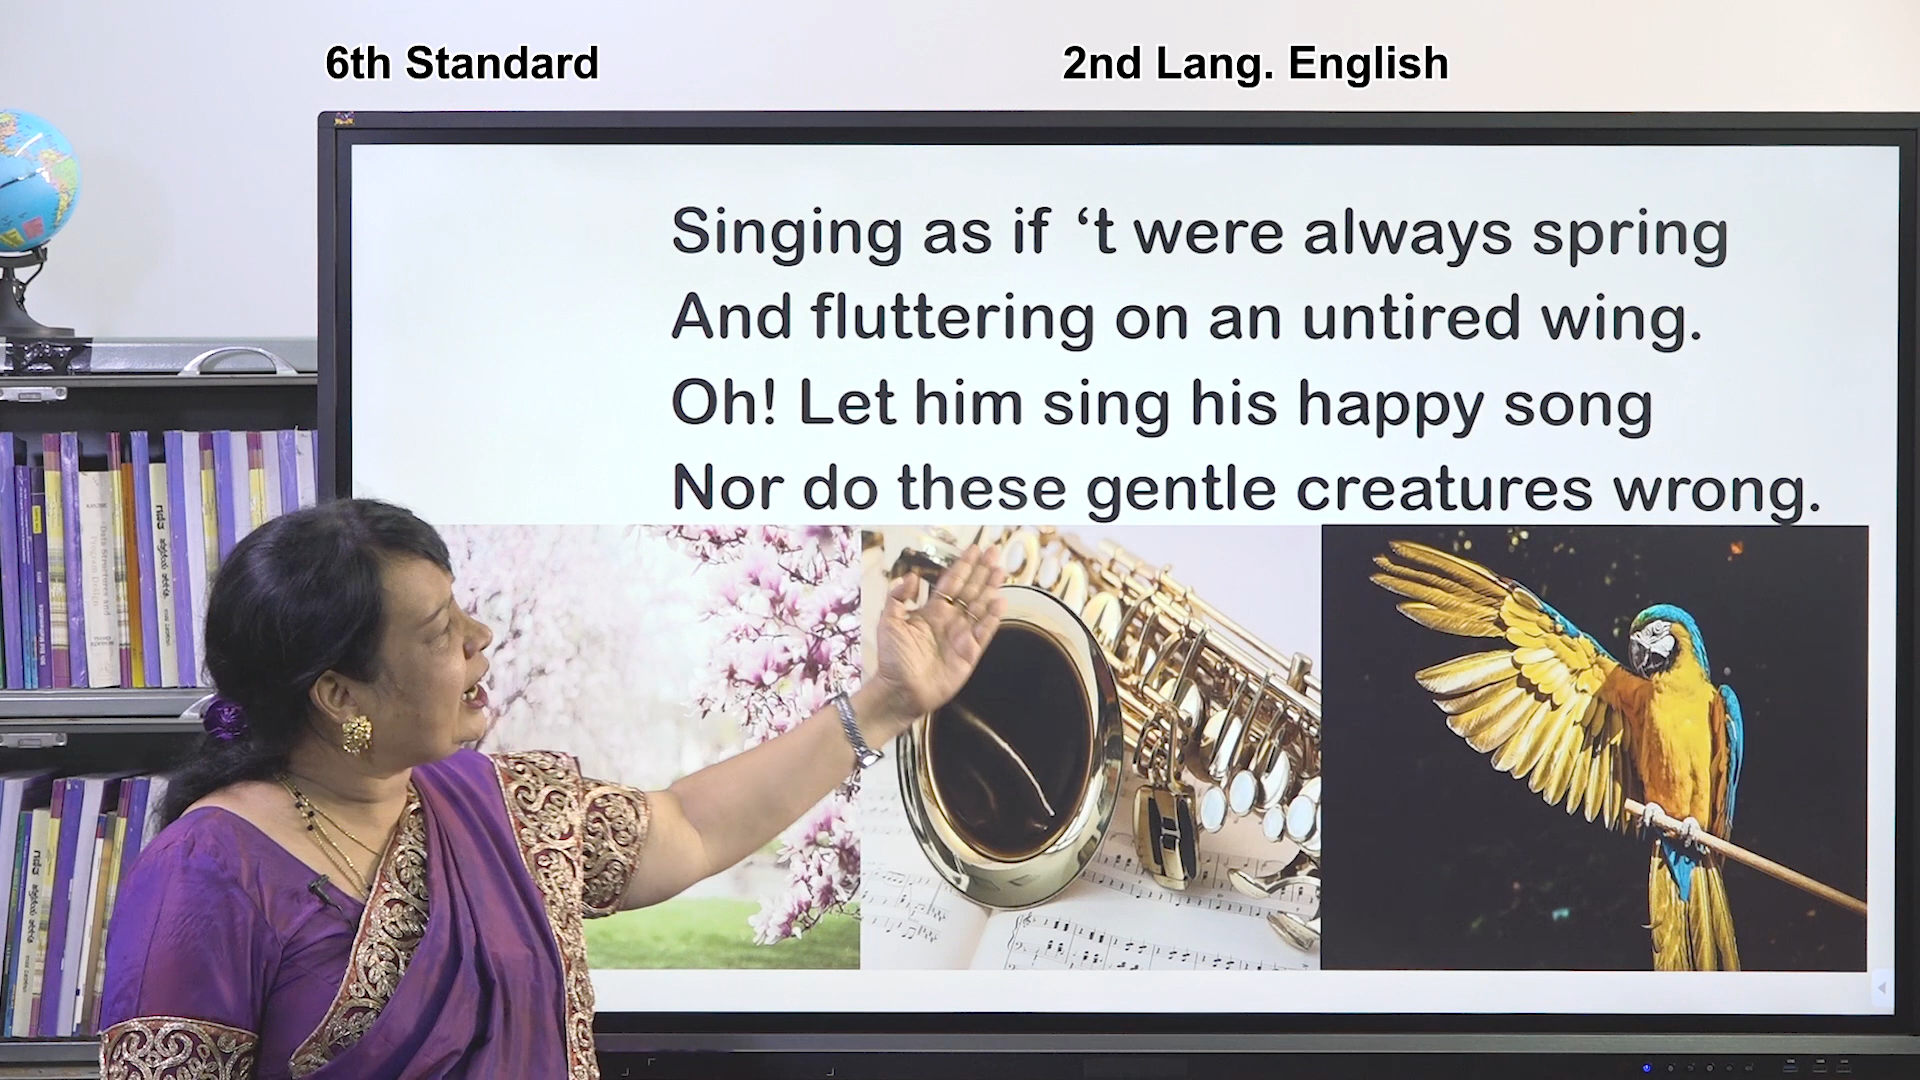 6th Standard
2nd Lang. English
Singing as if ‘t were always spring
And fluttering on an untired wing.
Oh! Let him sing his happy song
Nor do these gentle creatures wrong.